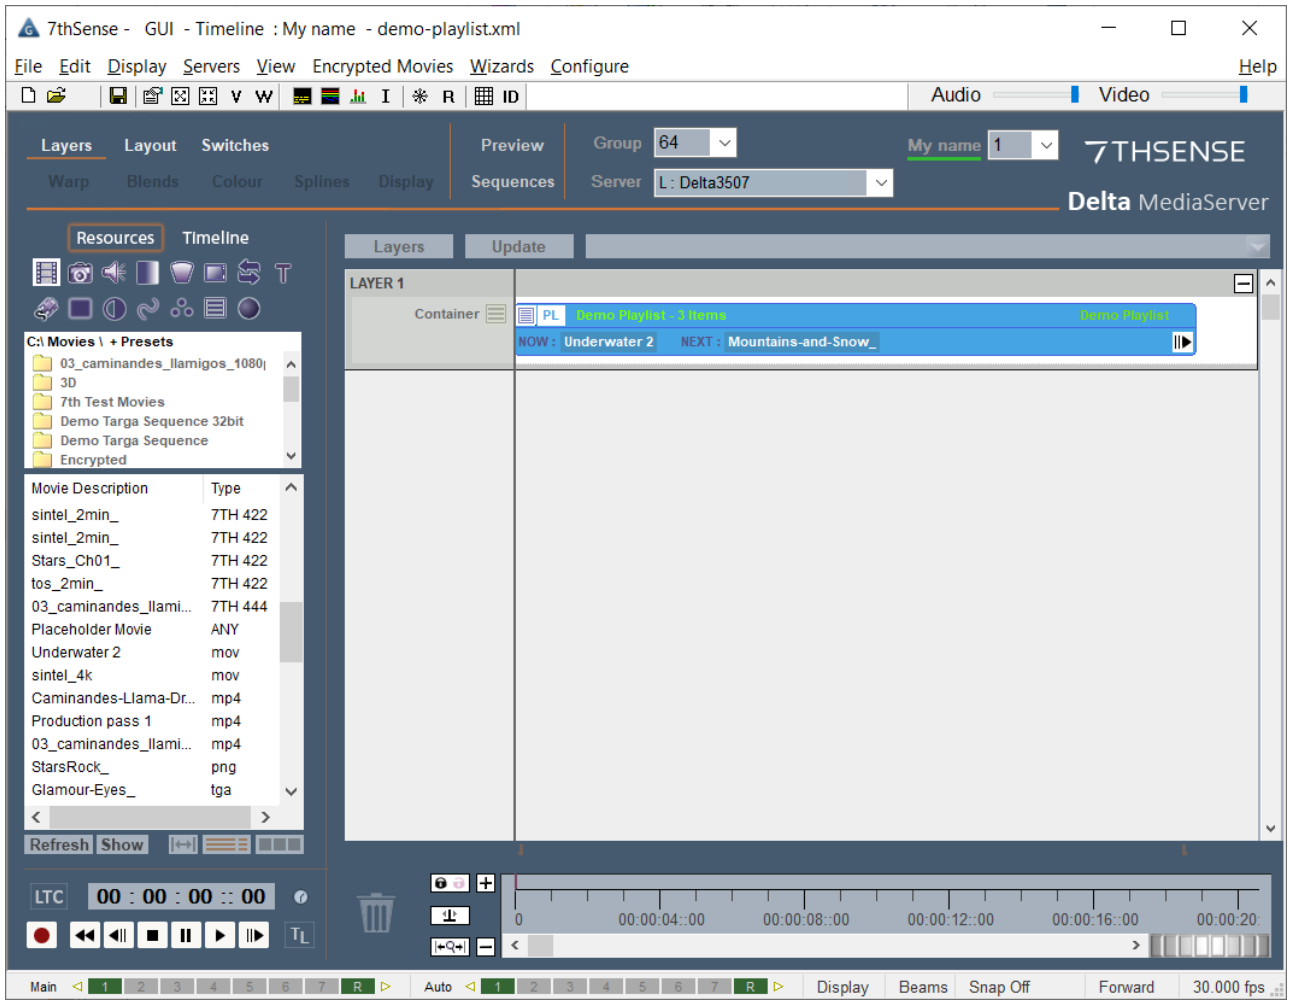 7thSense -   GUI  - Timeline  : My name  - demo-playlist.xml
File Edit Display Servers View Encrypted Movies Wizards Configure Help
V W I R ID Audio Video
Layers Layout Switches Preview Group 64 My name 1 7THSENSE
Warp Blends Colour Splines Display Sequences Server L : Delta3507
Delta MediaServer
Resources Timeline
Layers Update
T
LAYER 1
Container PL Demo Playlist - 3 Items Demo Playlist
NOW : Underwater 2 NEXT : Mountains-and-Snow_
C:\ Movies \  + Presets
03_caminandes_llamigos_1080p
3D
7th Test Movies
Demo Targa Sequence 32bit
Demo Targa Sequence
Encrypted
Movie Description Type
sintel_2min_ 7TH 422
sintel_2min_ 7TH 422
Stars_Ch01_ 7TH 422
tos_2min_ 7TH 422
03_caminandes_llami... 7TH 444
Placeholder Movie ANY
Underwater 2 mov
sintel_4k mov
Caminandes-Llama-Dr... mp4
Production pass 1 mp4
03_caminandes_llami... mp4
StarsRock_ png
Glamour-Eyes_ tga
Refresh Show
LTC 00 : 00 : 00 :: 00
TL
0 00:00:04::00 00:00:08::00 00:00:12::00 00:00:16::00 00:00:20:
Main 1 2 3 4 5 6 7 R Auto 1 2 3 4 5 6 7 R Display Beams Snap Off Forward 30.000 fps